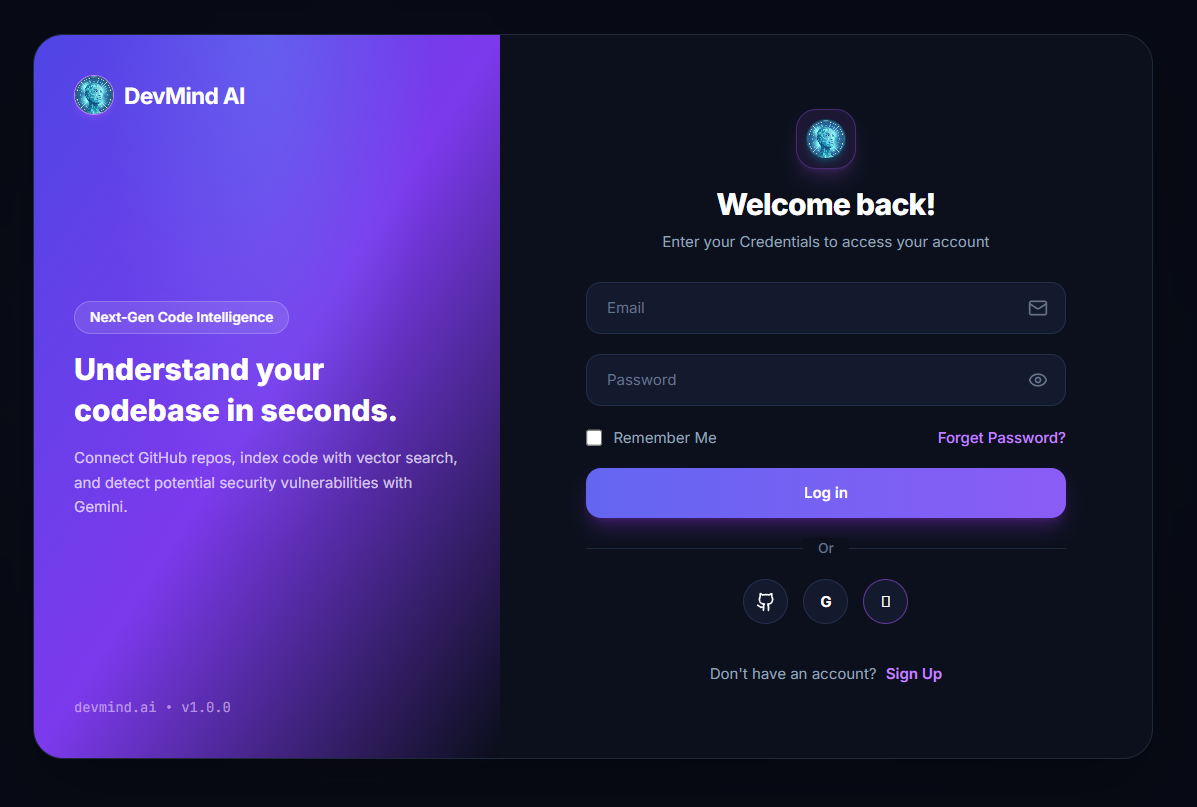 DevMind AI
Next-Gen Code Intelligence
Understand your
codebase in seconds.
Connect GitHub repos, index code with vector search,
and detect potential security vulnerabilities with
Gemini.
devmind.ai • v1.0.0
Welcome back!
Enter your Credentials to access your account
Email
Password
Remember Me
Forget Password?
Log in
Or
G
Don't have an account? Sign Up